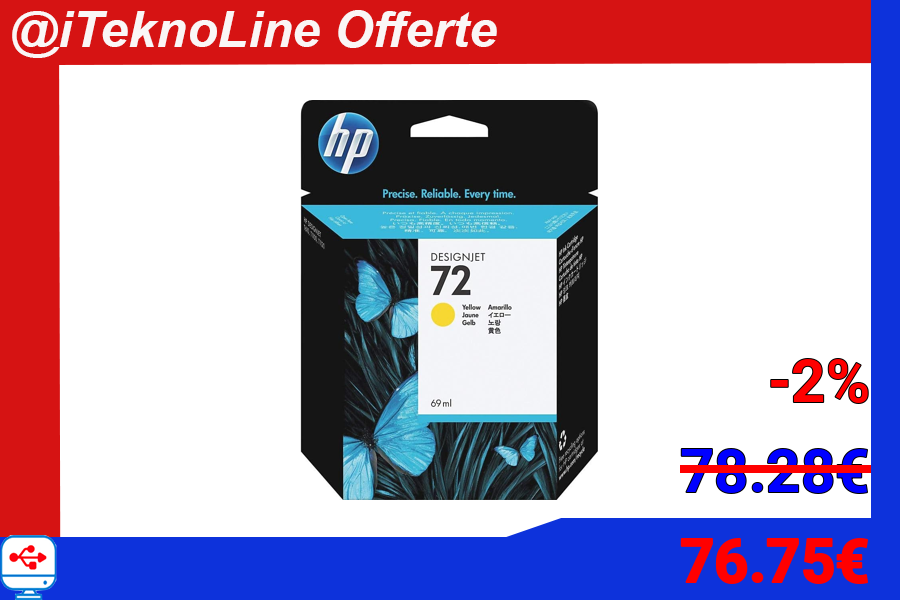 @iTeknoLine Offerte
hp
Precise. Reliable. Every time.
DESIGNJET
72
Yellow Amarillo
Jaune イエロー
Gelb 노랑
黄色
69 ml
-2%
78.28€
76.75€